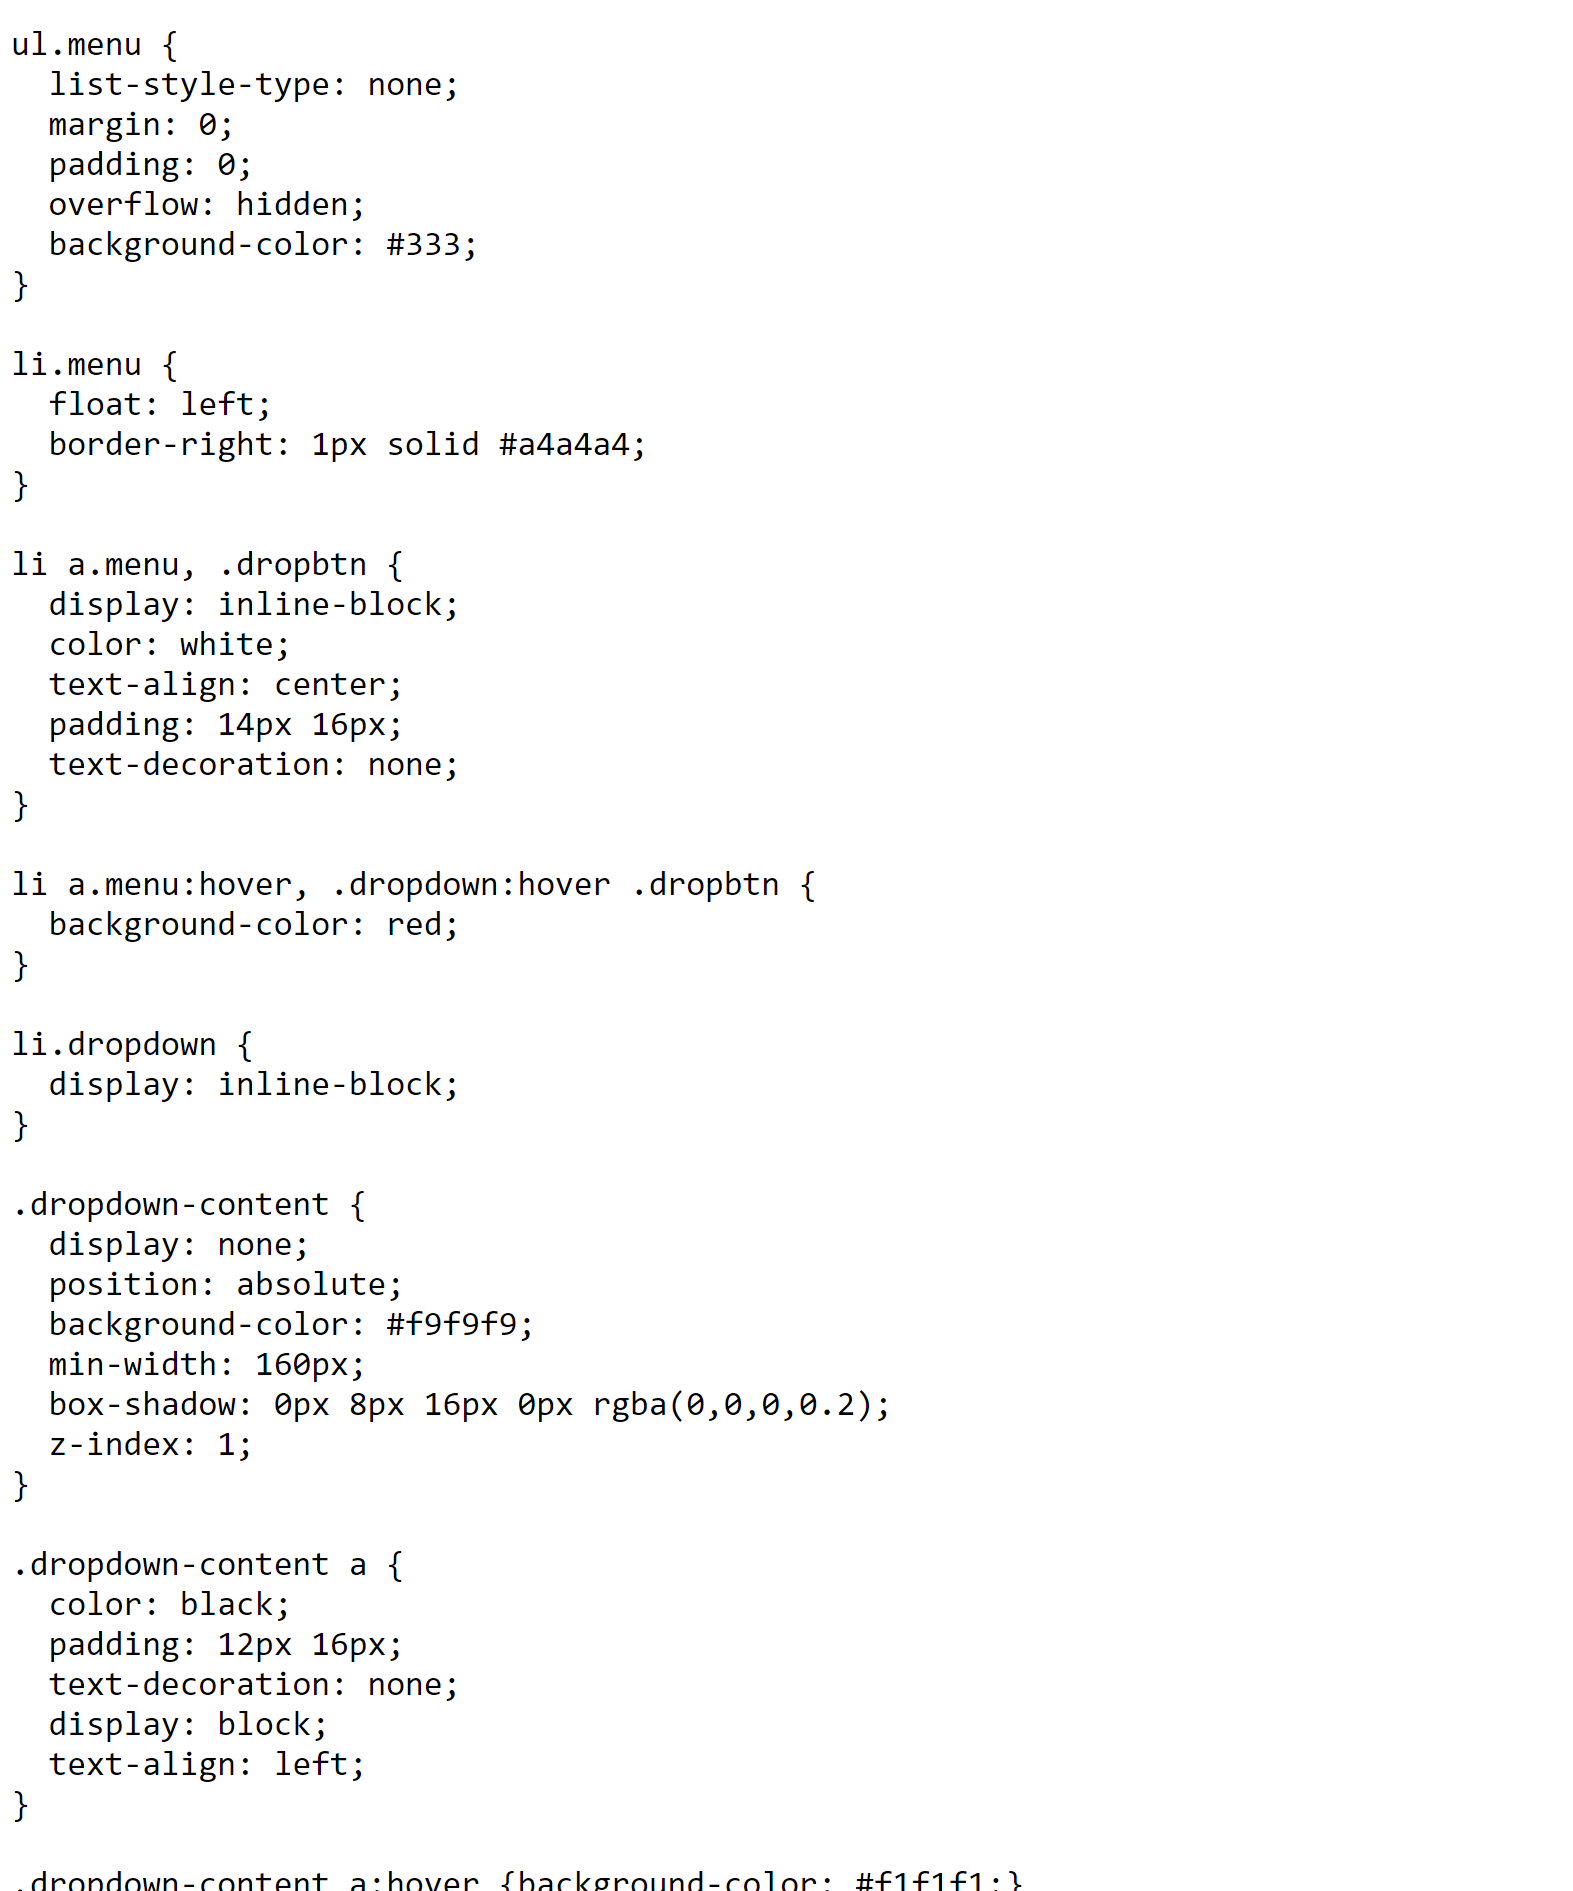 ul.menu {
  list-style-type: none;
  margin: 0;
  padding: 0;
  overflow: hidden;
  background-color: #333;
}

li.menu {
  float: left;
  border-right: 1px solid #a4a4a4;
}

li a.menu, .dropbtn {
  display: inline-block;
  color: white;
  text-align: center;
  padding: 14px 16px;
  text-decoration: none;
}

li a.menu:hover, .dropdown:hover .dropbtn {
  background-color: red;
}

li.dropdown {
  display: inline-block;
}

.dropdown-content {
  display: none;
  position: absolute;
  background-color: #f9f9f9;
  min-width: 160px;
  box-shadow: 0px 8px 16px 0px rgba(0,0,0,0.2);
  z-index: 1;
}

.dropdown-content a {
  color: black;
  padding: 12px 16px;
  text-decoration: none;
  display: block;
  text-align: left;
}

.dropdown-content a:hover {background-color: #f1f1f1;}